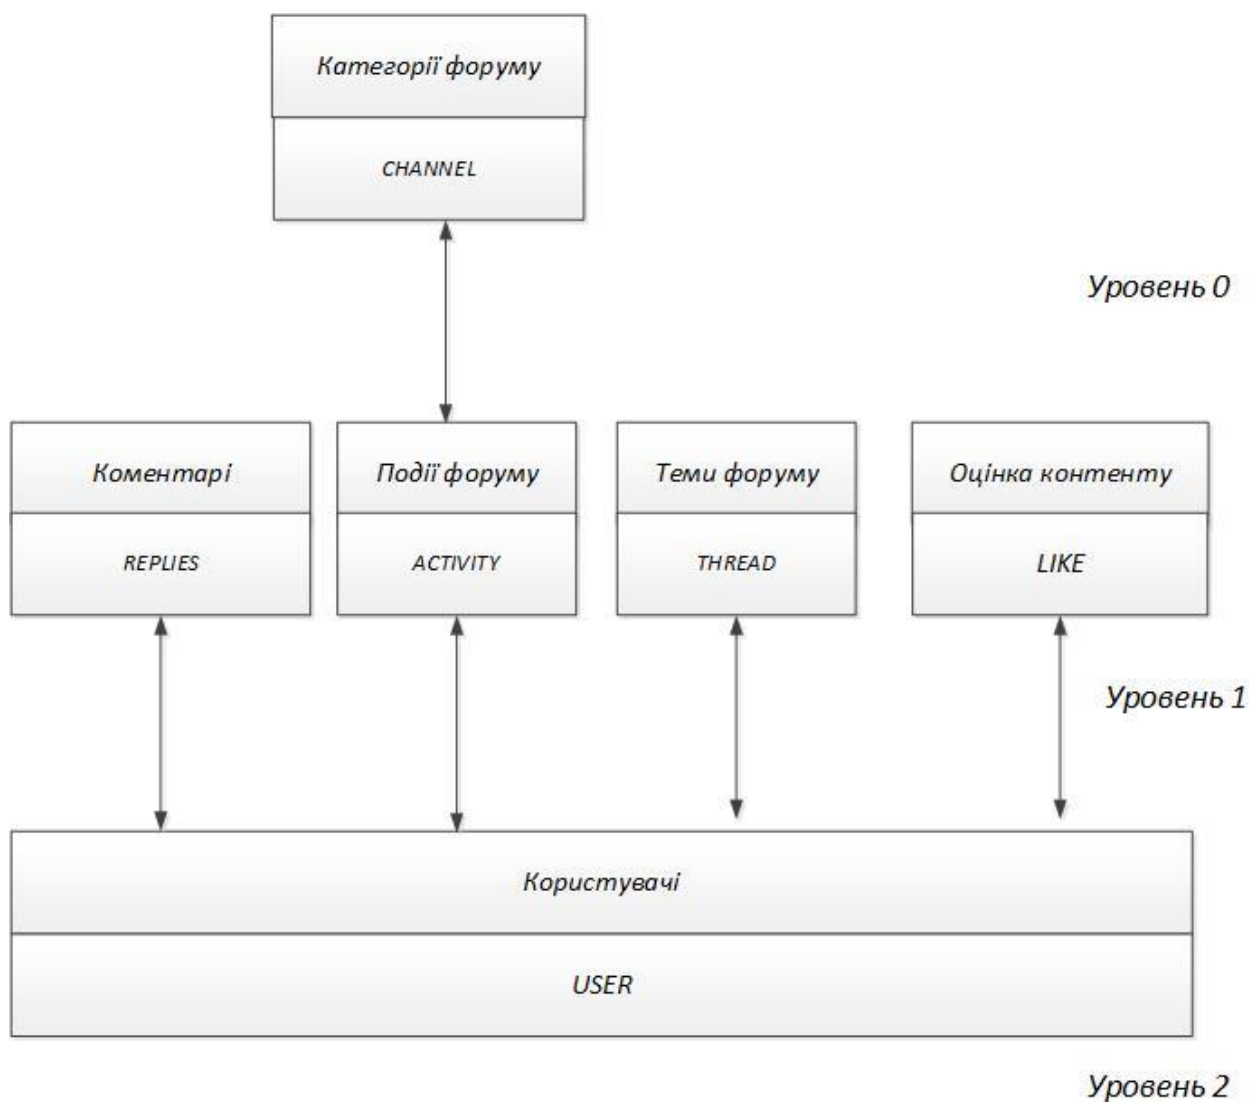 Категорії форуму
CHANNEL
Уровень 0
Коментарі
Події форуму
Теми форуму
Оцінка контенту
REPLIES
ACTIVITY
THREAD
LIKE
Уровень 1
Користувачі
USER
Уровень 2